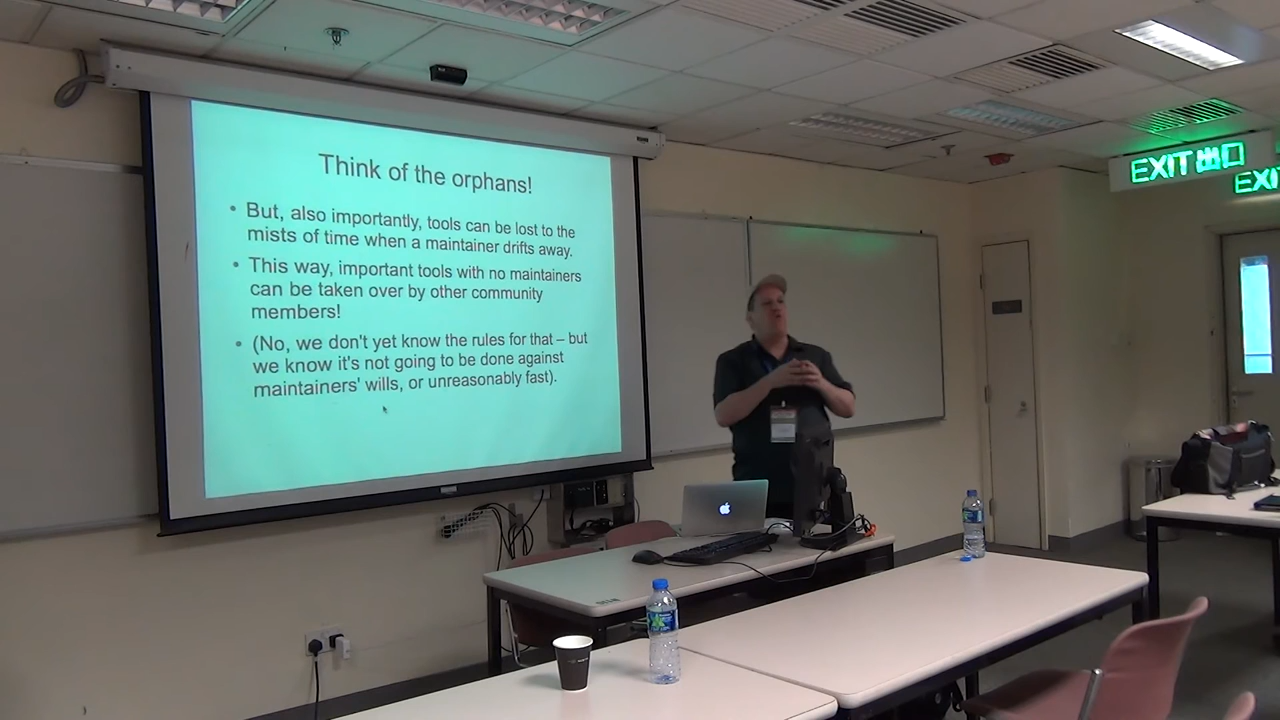 Think of the orphans!
• But, also importantly, tools can be lost to the
mists of time when a maintainer drifts away.
• This way, important tools with no maintainers
can be taken over by other community
members!
• (No, we don't yet know the rules for that – but
we know it's not going to be done against
maintainers' wills, or unreasonably fast).
EXIT 出口
EXIT